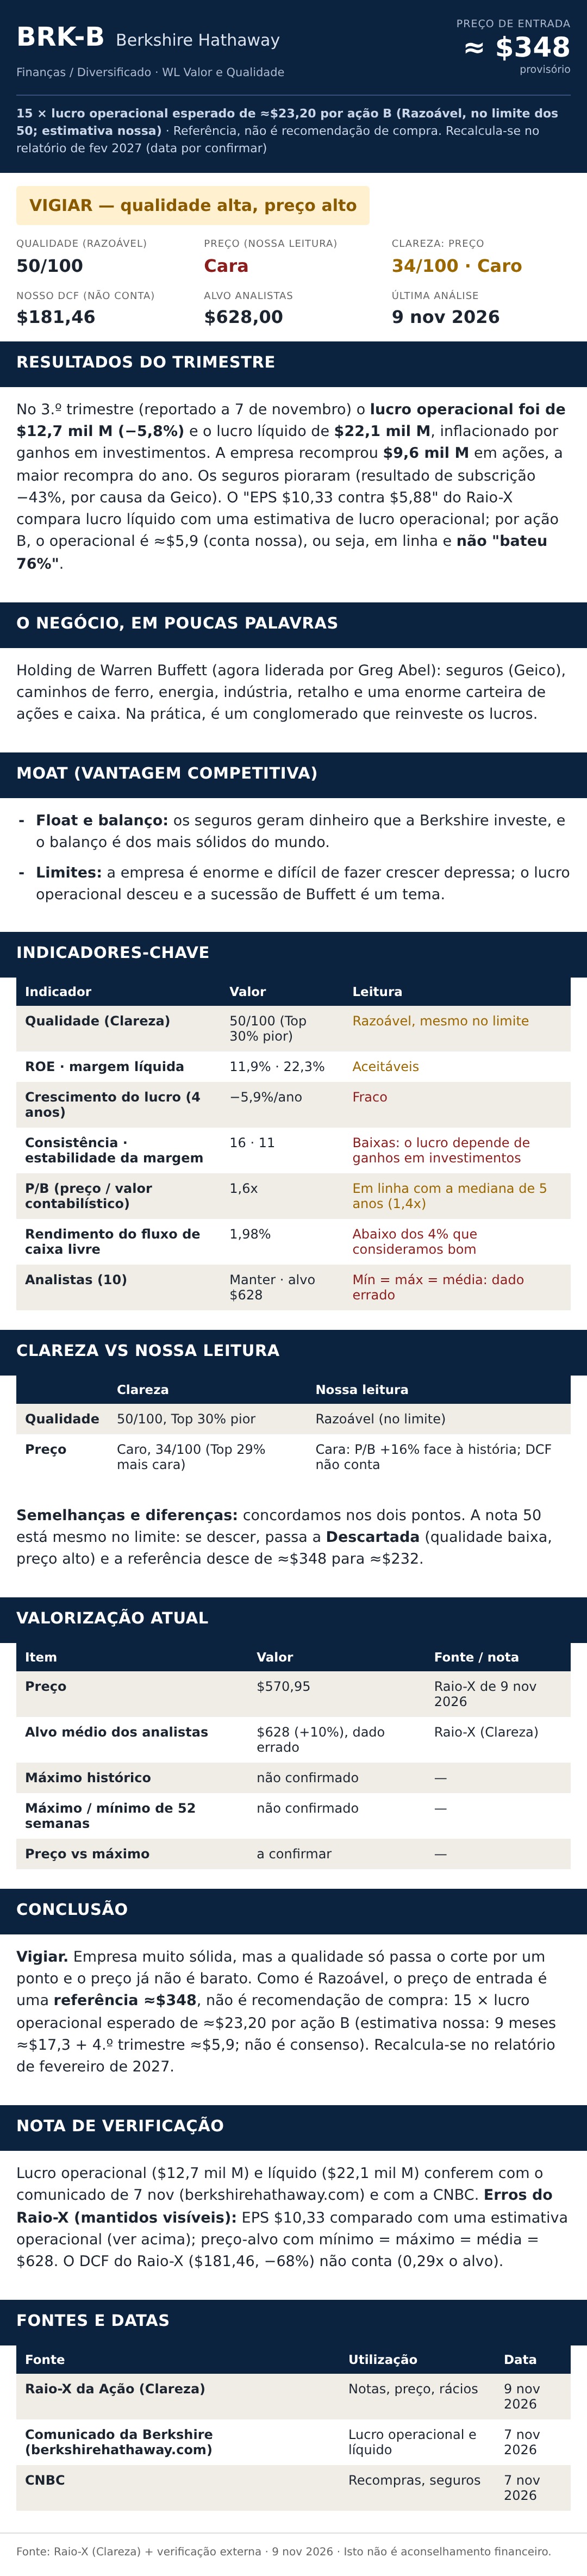 BRK-B Berkshire Hathaway
PREÇO DE ENTRADA
≈ $348
Finanças / Diversificado · WL Valor e Qualidade
provisório
15 × lucro operacional esperado de ≈$23,20 por ação B (Razoável, no limite dos
50; estimativa nossa) · Referência, não é recomendação de compra. Recalcula-se no
relatório de fev 2027 (data por confirmar)
VIGIAR — qualidade alta, preço alto
QUALIDADE (RAZOÁVEL)
50/100
PREÇO (NOSSA LEITURA)
Cara
CLAREZA: PREÇO
34/100 · Caro
NOSSO DCF (NÃO CONTA)
$181,46
ALVO ANALISTAS
$628,00
ÚLTIMA ANÁLISE
9 nov 2026
RESULTADOS DO TRIMESTRE
No 3.º trimestre (reportado a 7 de novembro) o lucro operacional foi de
$12,7 mil M (−5,8%) e o lucro líquido de $22,1 mil M, inflacionado por
ganhos em investimentos. A empresa recomprou $9,6 mil M em ações, a
maior recompra do ano. Os seguros pioraram (resultado de subscrição
−43%, por causa da Geico). O "EPS $10,33 contra $5,88" do Raio-X
compara lucro líquido com uma estimativa de lucro operacional; por ação
B, o operacional é ≈$5,9 (conta nossa), ou seja, em linha e não "bateu
76%".
O NEGÓCIO, EM POUCAS PALAVRAS
Holding de Warren Buffett (agora liderada por Greg Abel): seguros (Geico),
caminhos de ferro, energia, indústria, retalho e uma enorme carteira de
ações e caixa. Na prática, é um conglomerado que reinveste os lucros.
MOAT (VANTAGEM COMPETITIVA)
- Float e balanço: os seguros geram dinheiro que a Berkshire investe, e
o balanço é dos mais sólidos do mundo.
- Limites: a empresa é enorme e difícil de fazer crescer depressa; o lucro
operacional desceu e a sucessão de Buffett é um tema.
INDICADORES-CHAVE
Indicador Valor Leitura
Qualidade (Clareza) 50/100 (Top Razoável, mesmo no limite
30% pior)
ROE · margem líquida 11,9% · 22,3% Aceitáveis
Crescimento do lucro (4 −5,9%/ano Fraco
anos)
Consistência · 16 · 11 Baixas: o lucro depende de
estabilidade da margem ganhos em investimentos
P/B (preço / valor 1,6x Em linha com a mediana de 5
contabilístico) anos (1,4x)
Rendimento do fluxo de 1,98% Abaixo dos 4% que
caixa livre consideramos bom
Analistas (10) Manter · alvo Mín = máx = média: dado
$628 errado
CLAREZA VS NOSSA LEITURA
Clareza Nossa leitura
Qualidade 50/100, Top 30% pior Razoável (no limite)
Preço Caro, 34/100 (Top 29% Cara: P/B +16% face à história; DCF
mais cara) não conta
Semelhanças e diferenças: concordamos nos dois pontos. A nota 50
está mesmo no limite: se descer, passa a Descartada (qualidade baixa,
preço alto) e a referência desce de ≈$348 para ≈$232.
VALORIZAÇÃO ATUAL
Item Valor Fonte / nota
Preço $570,95 Raio-X de 9 nov
2026
Alvo médio dos analistas $628 (+10%), dado Raio-X (Clareza)
errado
Máximo histórico não confirmado —
Máximo / mínimo de 52 não confirmado —
semanas
Preço vs máximo a confirmar —
CONCLUSÃO
Vigiar. Empresa muito sólida, mas a qualidade só passa o corte por um
ponto e o preço já não é barato. Como é Razoável, o preço de entrada é
uma referência ≈$348, não é recomendação de compra: 15 × lucro
operacional esperado de ≈$23,20 por ação B (estimativa nossa: 9 meses
≈$17,3 + 4.º trimestre ≈$5,9; não é consenso). Recalcula-se no relatório
de fevereiro de 2027.
NOTA DE VERIFICAÇÃO
Lucro operacional ($12,7 mil M) e líquido ($22,1 mil M) conferem com o
comunicado de 7 nov (berkshirehathaway.com) e com a CNBC. Erros do
Raio-X (mantidos visíveis): EPS $10,33 comparado com uma estimativa
operacional (ver acima); preço-alvo com mínimo = máximo = média =
$628. O DCF do Raio-X ($181,46, −68%) não conta (0,29x o alvo).
FONTES E DATAS
Fonte Utilização Data
Raio-X da Ação (Clareza) Notas, preço, rácios 9 nov
2026
Comunicado da Berkshire Lucro operacional e 7 nov
(berkshirehathaway.com) líquido 2026
CNBC Recompras, seguros 7 nov
2026
Fonte: Raio-X (Clareza) + verificação externa · 9 nov 2026 · Isto não é aconselhamento financeiro.